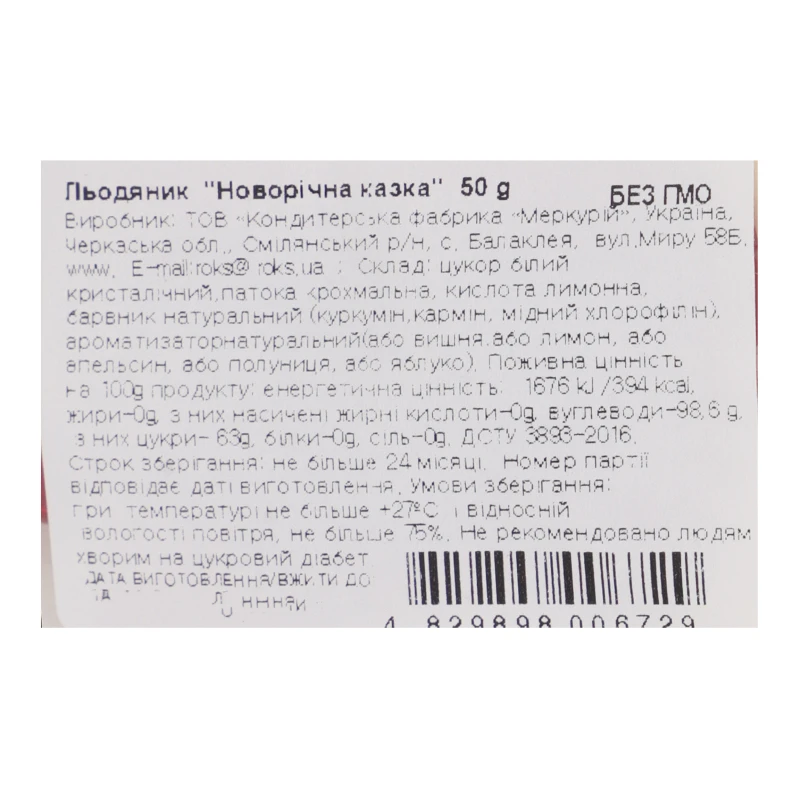 Льодяник "Новорічна казка" 50 g БЕЗ ГМО
Виробник: ТОВ «Кондитерська фабрика «Меркурій», Україна,
Черкаська обл., Смілянський р/н, с. Балаклея, вул.Миру 58Б,
www. E-mail:roks@roks.ua ; Склад: цукор білий
кристалічний,патока крохмальна, кислота лимонна,
барвник натуральний (куркумін,кармін, мідний хлорофілін),
ароматизаторнатуральний(або вишня,або лимон, або
апельсин, або полуниця, або яблуко). Поживна цінність
на 100g продукту: енергетична цінність: 1676 kJ /394 kcal,
жири-0g, з них насичені жирні кислоти-0g, вуглеводи-98,6 g,
з них цукри- 63g, білки-0g, сіль-0g. ДСТУ 3893-2016.
Строк зберігання: не більше 24 місяці. Номер партії
відповідає даті виготовлення. Умови зберігання:
при температурі не більше +27ºC і відносній
вологості повітря, не більше 75%. Не рекомендовано людям
хворим на цукровий діабет
ДАТА ВИГОТОВЛЕННЯ/ВЖИТИ ДО
4 829898 006729